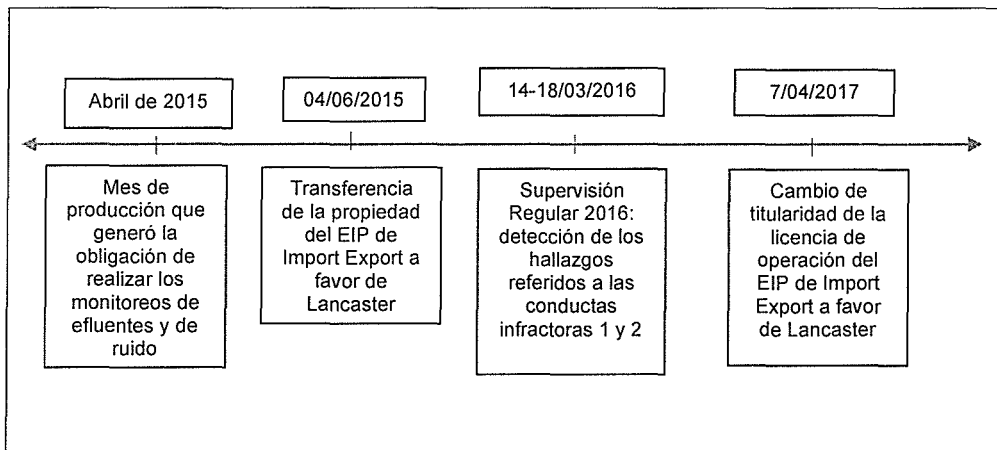 Abril de 2015
04/06/2015
14-18/03/2016
7/04/2017
Mes de
producción que
generó la
obligación de
realizar los
monitoreos de
efluentes y de
ruido
Transferencia
de la propiedad
del EIP de
Import Export a
favor de
Lancaster
Supervisión
Regular 2016:
detección de los
hallazgos
referidos a las
conductas
infractoras 1 y 2
Cambio de
titularidad de la
licencia de
operación del
EIP de Import
Export a favor
de Lancaster